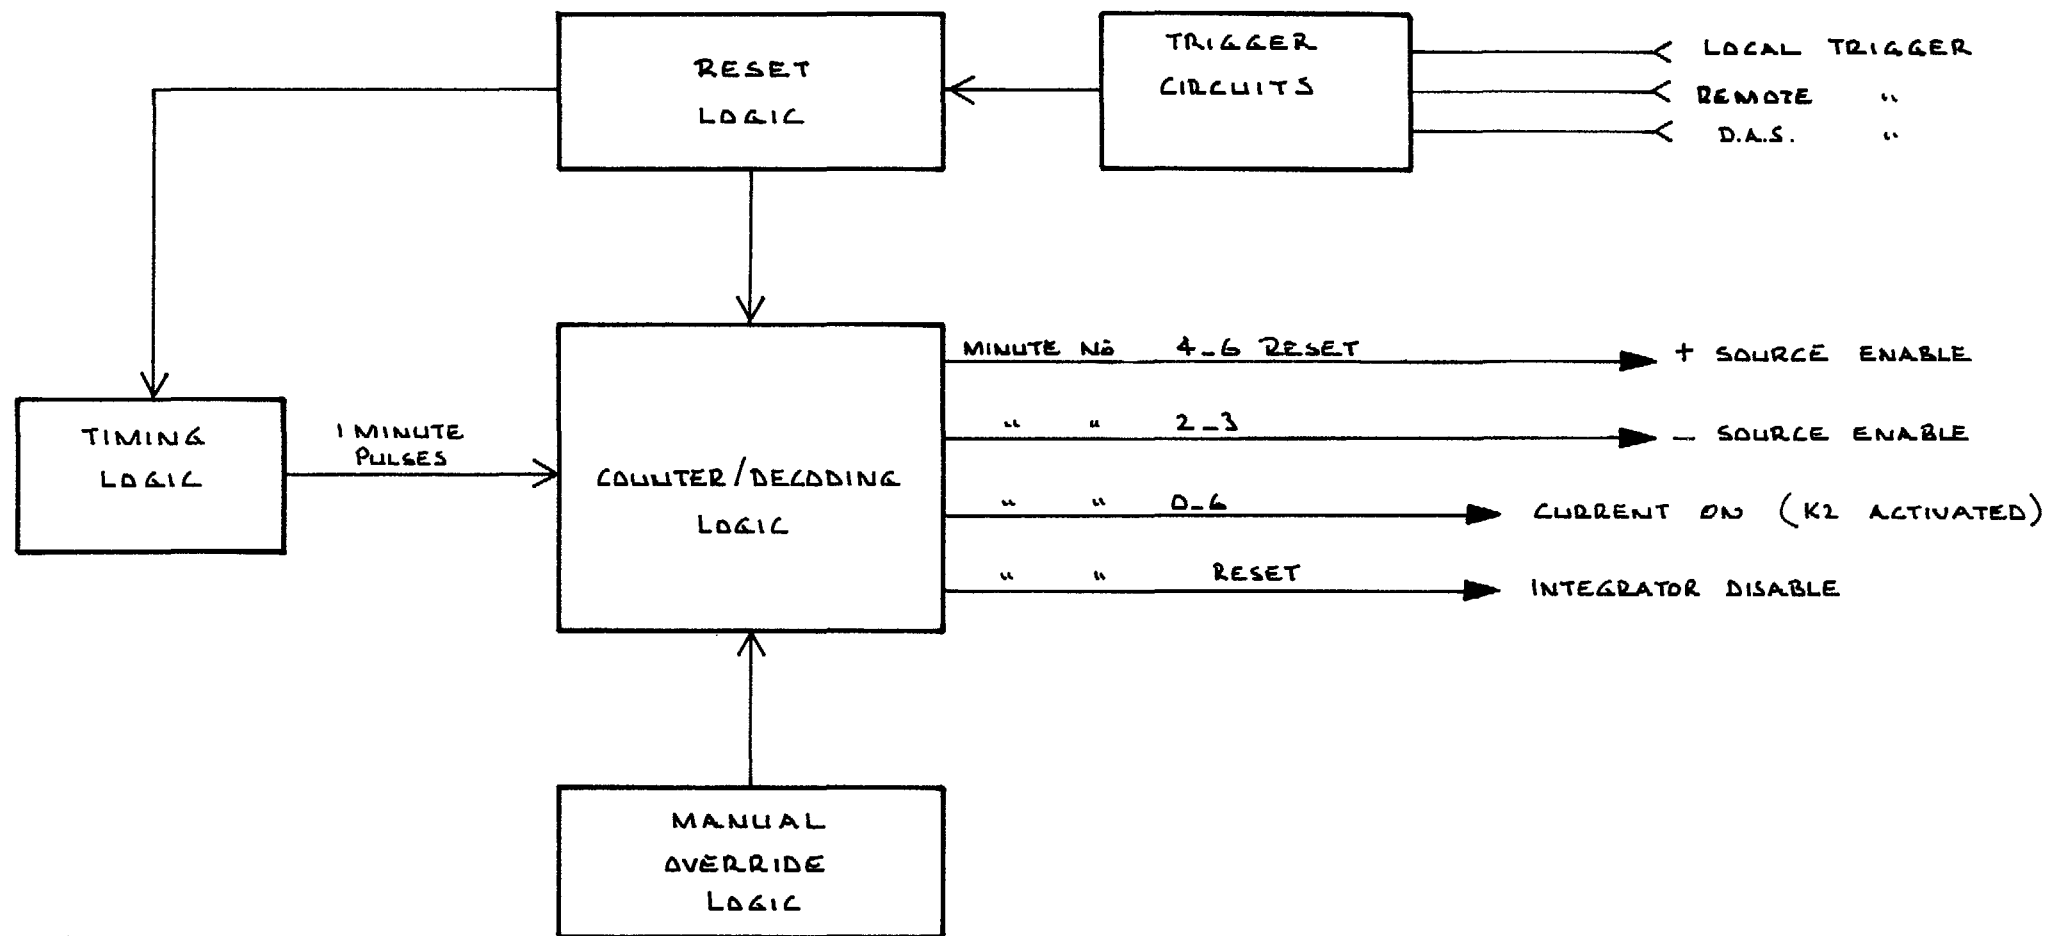 RESET
LOGIC
TRIGGER
CIRCUITS
LOCAL TRIGGER
REMOTE "
D.A.S. "
TIMING
LOGIC
1 MINUTE
PULSES
COUNTER/DECODING
LOGIC
MINUTE No 4-6 RESET
+ SOURCE ENABLE
" " 2-3
- SOURCE ENABLE
" " 0-6
CURRENT ON (K2 ACTIVATED)
" " RESET
INTEGRATOR DISABLE
MANUAL
OVERRIDE
LOGIC